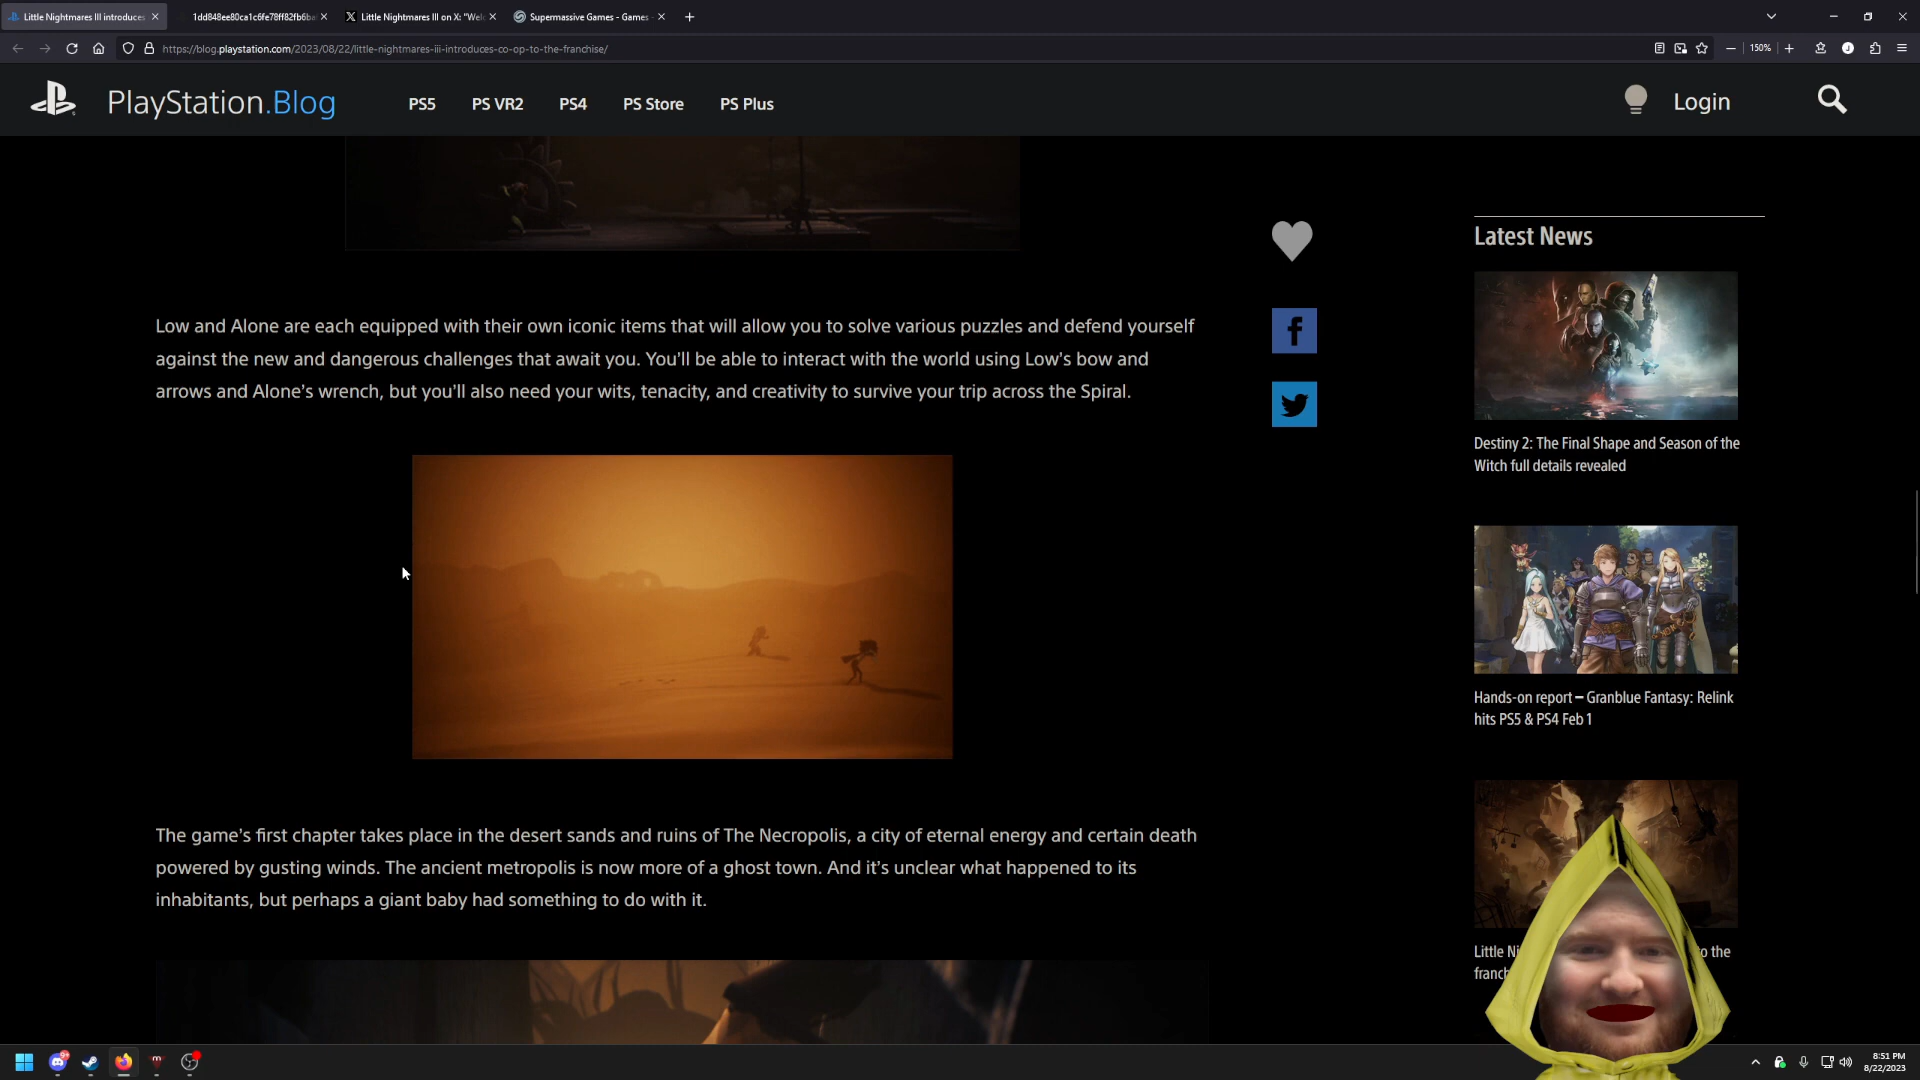 Little Nightmares III introduces
1dd848ee80ca1c6fe78ff82fb6ba
Little Nightmares III on X: "Welc
Supermassive Games - Games -
https://blog.playstation.com/2023/08/22/little-nightmares-iii-introduces-co-op-to-the-franchise/
150%
PlayStation.Blog
PS5
PS VR2
PS4
PS Store
PS Plus
Login
Low and Alone are each equipped with their own iconic items that will allow you to solve various puzzles and defend yourself
against the new and dangerous challenges that await you. You'll be able to interact with the world using Low's bow and
arrows and Alone's wrench, but you'll also need your wits, tenacity, and creativity to survive your trip across the Spiral.
The game's first chapter takes place in the desert sands and ruins of The Necropolis, a city of eternal energy and certain death
powered by gusting winds. The ancient metropolis is now more of a ghost town. And it's unclear what happened to its
inhabitants, but perhaps a giant baby had something to do with it.
Latest News
Destiny 2: The Final Shape and Season of the
Witch full details revealed
Hands-on report – Granblue Fantasy: Relink
hits PS5 & PS4 Feb 1
Little Ni
o the
franch
8:51 PM
8/22/2023